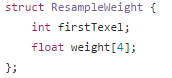 struct ResampleWeight {
    int firstTexel;
    float weight[4];
};